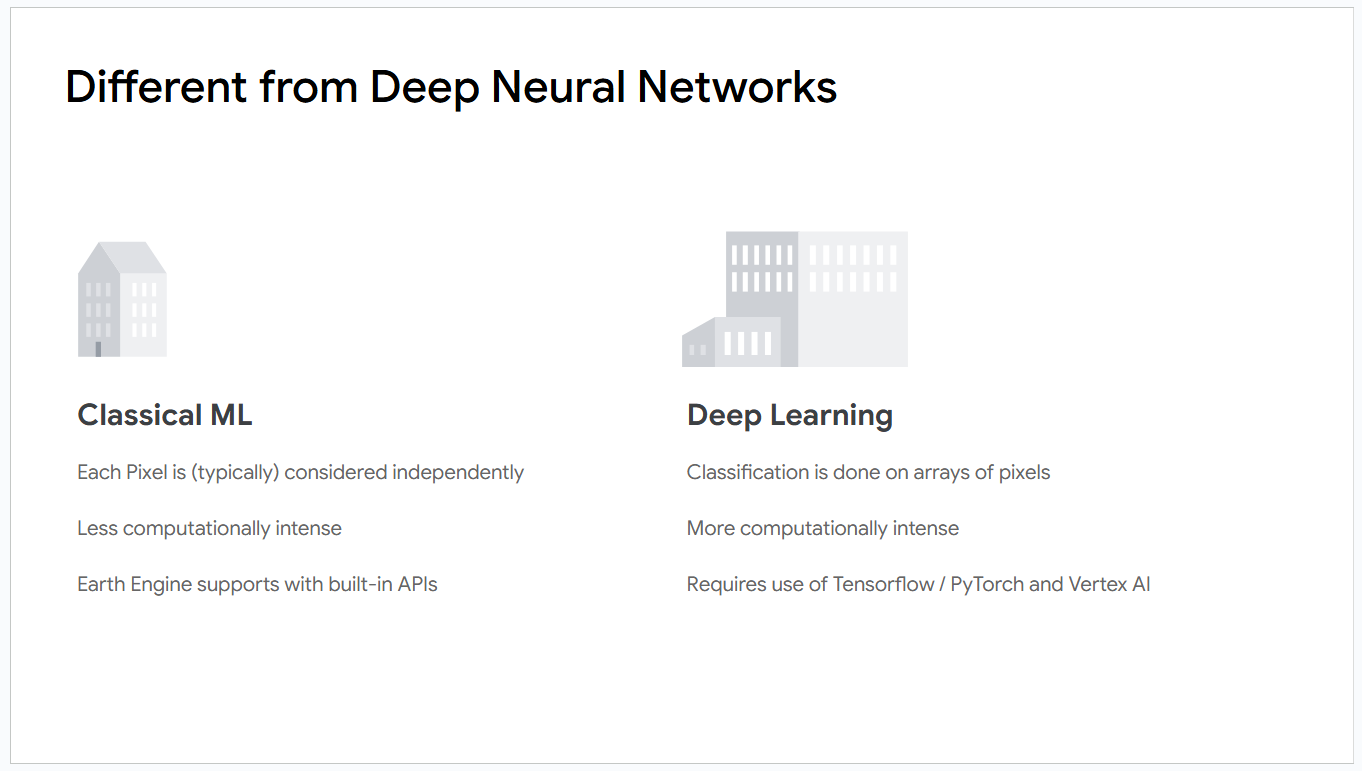 Different from Deep Neural Networks
Classical ML
Each Pixel is (typically) considered independently
Less computationally intense
Earth Engine supports with built-in APIs
Deep Learning
Classification is done on arrays of pixels
More computationally intense
Requires use of Tensorflow / PyTorch and Vertex AI